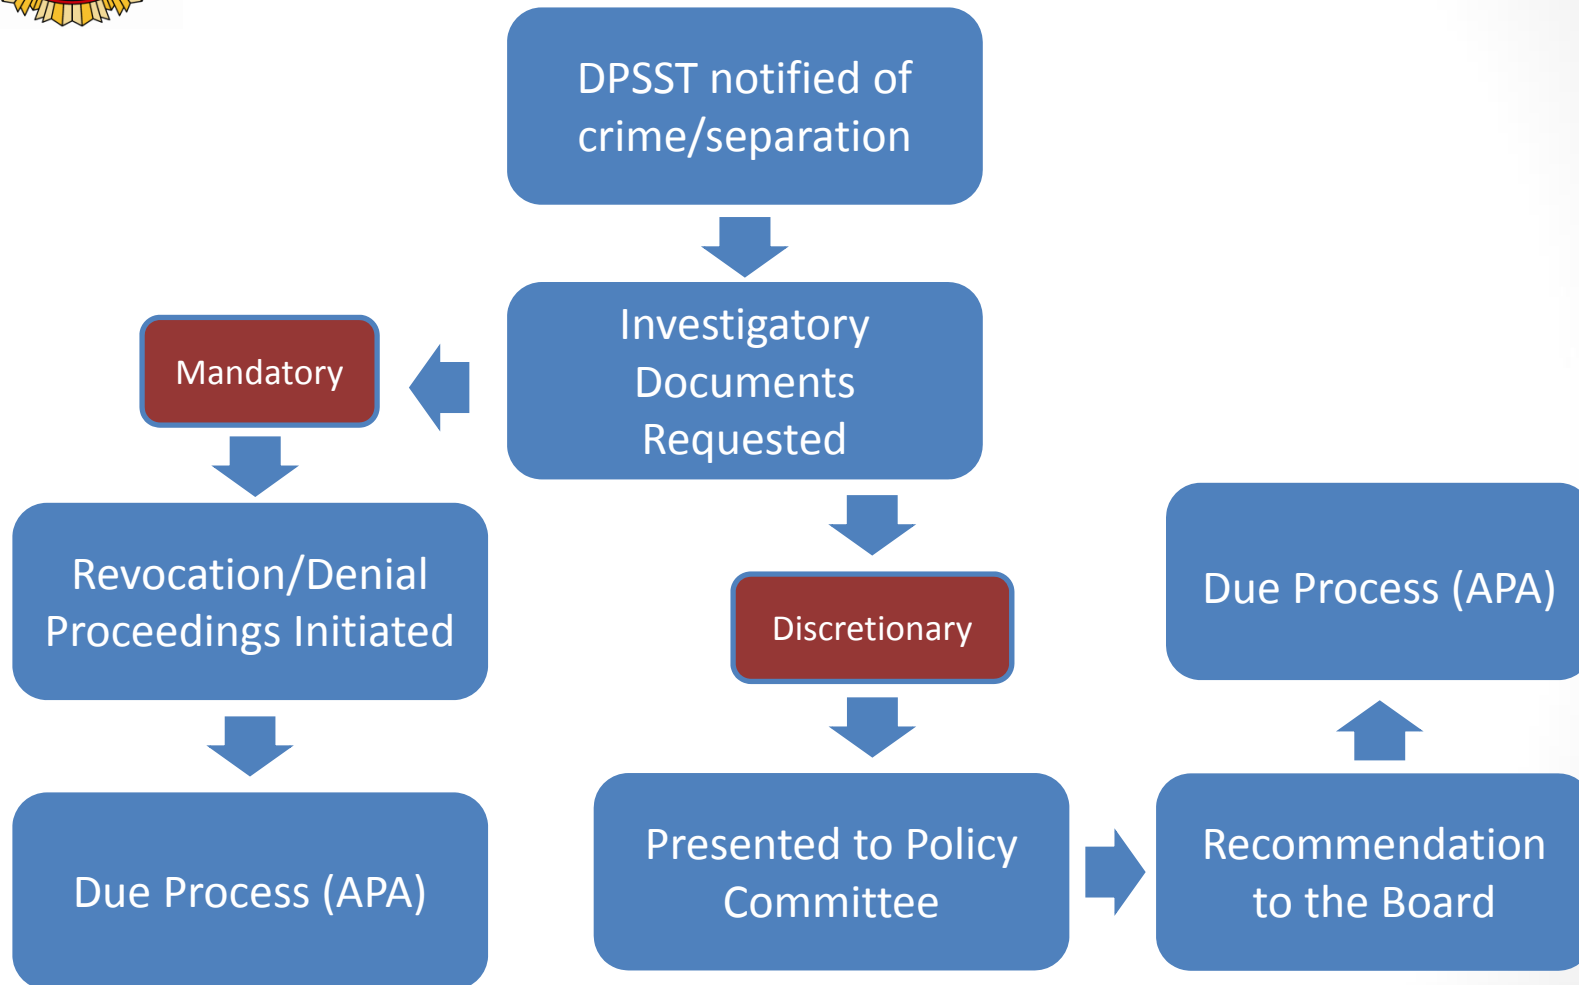 DPSST notified of
crime/separation
Investigatory
Documents
Requested
Mandatory
Revocation/Denial
Proceedings Initiated
Due Process (APA)
Discretionary
Presented to Policy
Committee
Recommendation
to the Board
Due Process (APA)